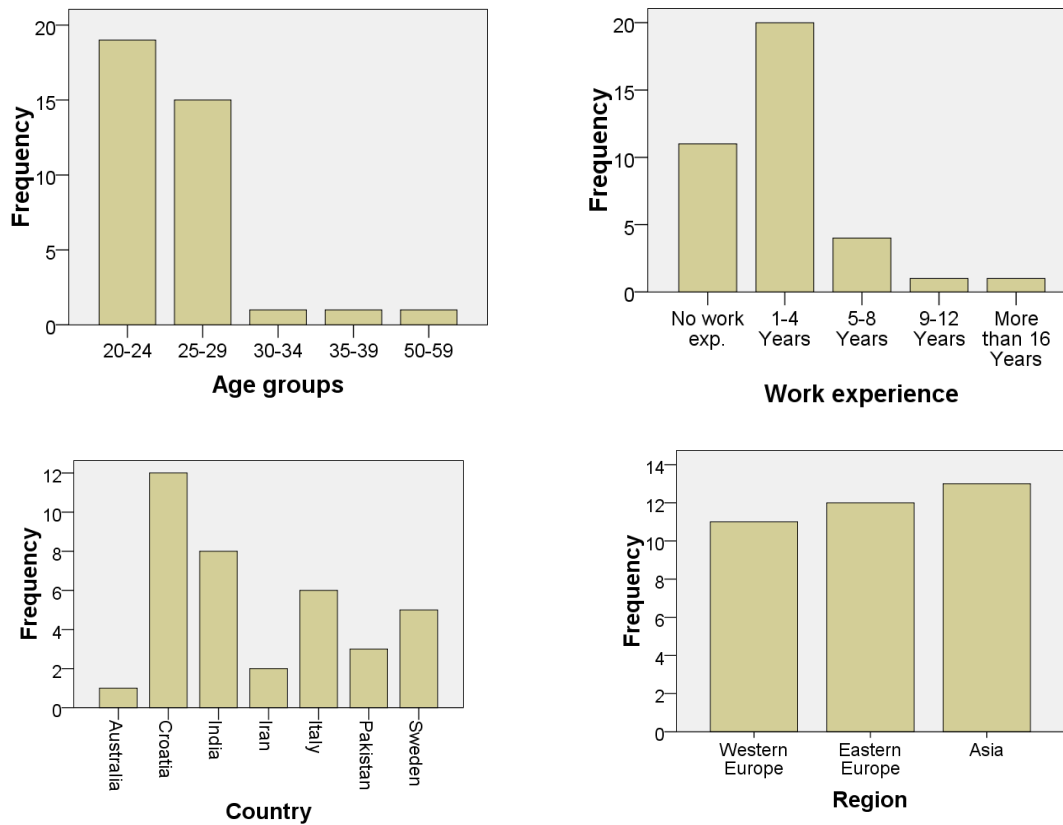 Frequency
20
15
10
5
0
20-24 25-29 30-34 35-39 50-59
Age groups
Frequency
20
15
10
5
0
No work exp.
1-4 Years
5-8 Years
9-12 Years
More than 16 Years
Work experience
Frequency
12
10
8
6
4
2
0
Australia
Croatia
India
Iran
Italy
Pakistan
Sweden
Country
Frequency
14
12
10
8
6
4
2
0
Western Europe
Eastern Europe
Asia
Region